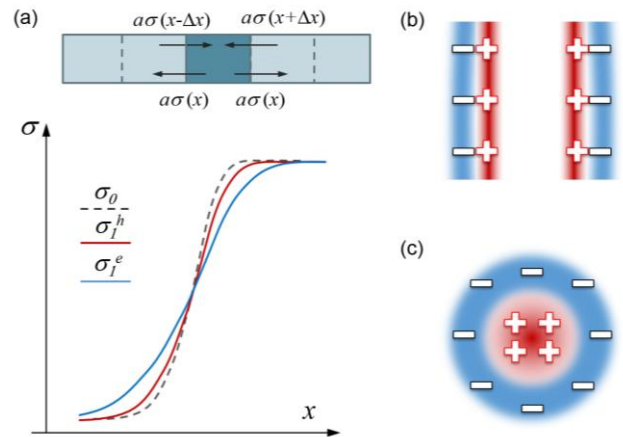 (a)
aσ(x-Δx) aσ(x+Δx)
aσ(x) aσ(x)
σ
σ₀
σ₁ʰ
σ₁ᵉ
x
(b)
− + + −
− + + −
− + + −
(c)
−
− −
+ +
− −
+ +
− −
−